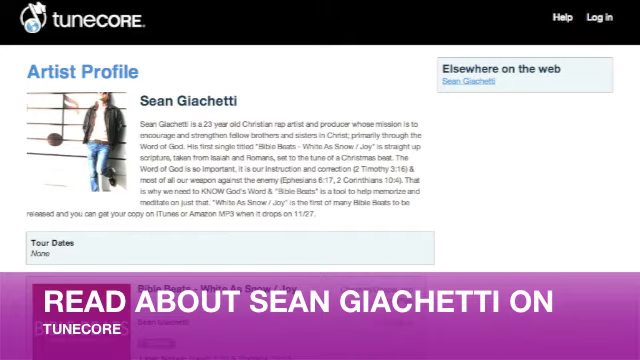 TUNECORE
Help Log in
Artist Profile
Elsewhere on the web
Sean Giachetti
Sean Giachetti
Sean Giachetti is a 23 year old Christian rap artist and producer whose mission is to
encourage and strengthen fellow brothers and sisters in Christ; primarily through the
Word of God. His first single titled "Bible Beats - White As Snow / Joy" is straight up
scripture, taken from Isaiah and Romans, set to the tune of a Christmas beat. The
Word of God is so important, it is our instruction and correction (2 Timothy 3:16) &
most of all our weapon against the enemy (Ephesians 6:17, 2 Corinthians 10:4). That
is why we need to KNOW God's Word & "Bible Beats" is a tool to help memorize and
meditate on just that. "White As Snow / Joy" is the first of many Bible Beats to be
released and you can get your copy on iTunes or Amazon MP3 when it drops on 11/27.
Tour Dates
None
Bible Beats - White As Snow / Joy
READ ABOUT SEAN GIACHETTI ON
Sean Giachetti
TUNECORE